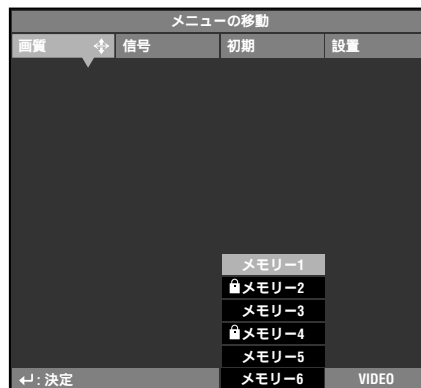 メニューの移動
画質 信号 初期 設置
メモリー1
メモリー2
メモリー3
メモリー4
メモリー5
↵: 決定 メモリー6 VIDEO